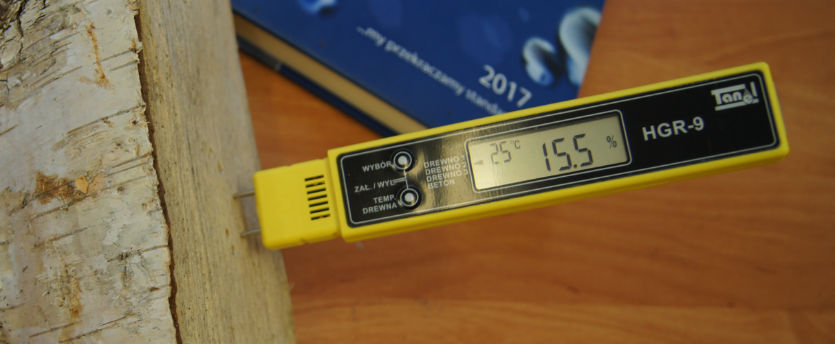 ...my przekraczamy standa
2017
Tanel
HGR-9
25°C 15.5 %
WYBÓR
ZAŁ. / WYŁ
TEMP.
DREWNA
DREWNO 1
DREWNO 2
DREWNO 3
BETON